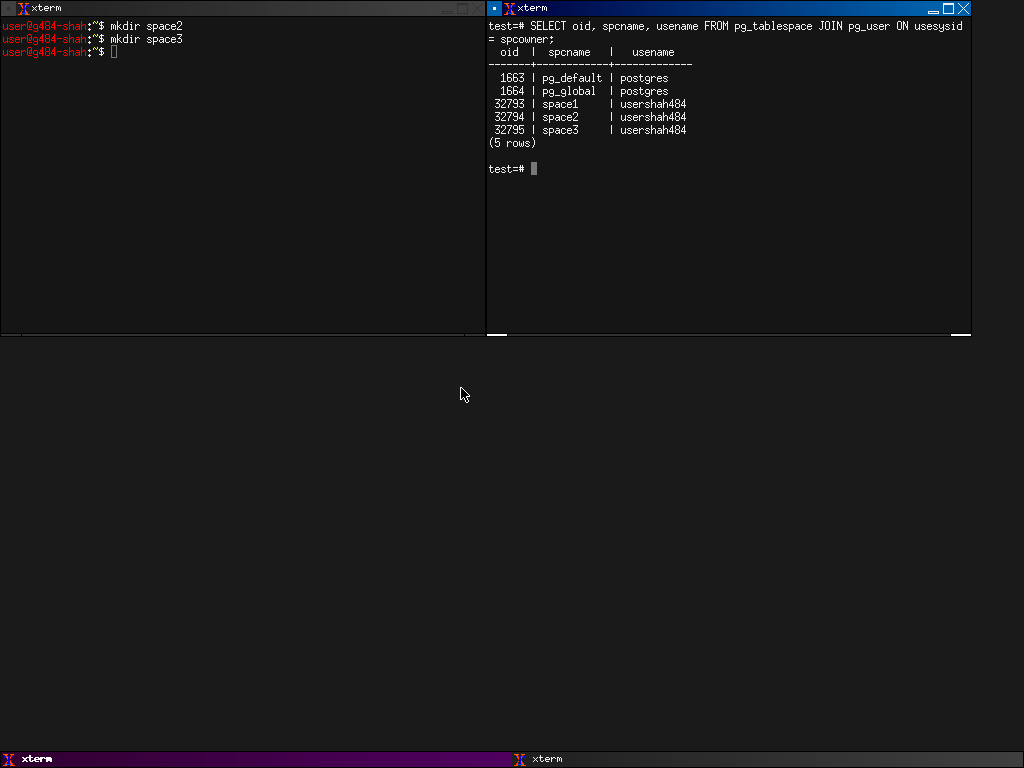 xterm
user@g484-shah:~$ mkdir space2
user@g484-shah:~$ mkdir space3
user@g484-shah:~$
xterm
test=# SELECT oid, spcname, usename FROM pg_tablespace JOIN pg_user ON usesysid
= spcowner;
  oid  |  spcname   |   usename
-------+------------+-------------
  1663 | pg_default | postgres
  1664 | pg_global  | postgres
 32793 | space1     | usershah484
 32794 | space2     | usershah484
 32795 | space3     | usershah484
(5 rows)
test=#
xterm
xterm